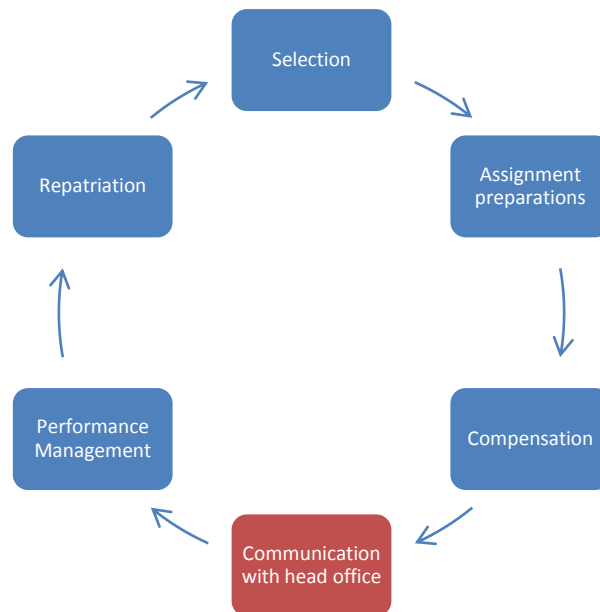 Selection
Assignment
preparations
Compensation
Communication
with head office
Performance
Management
Repatriation